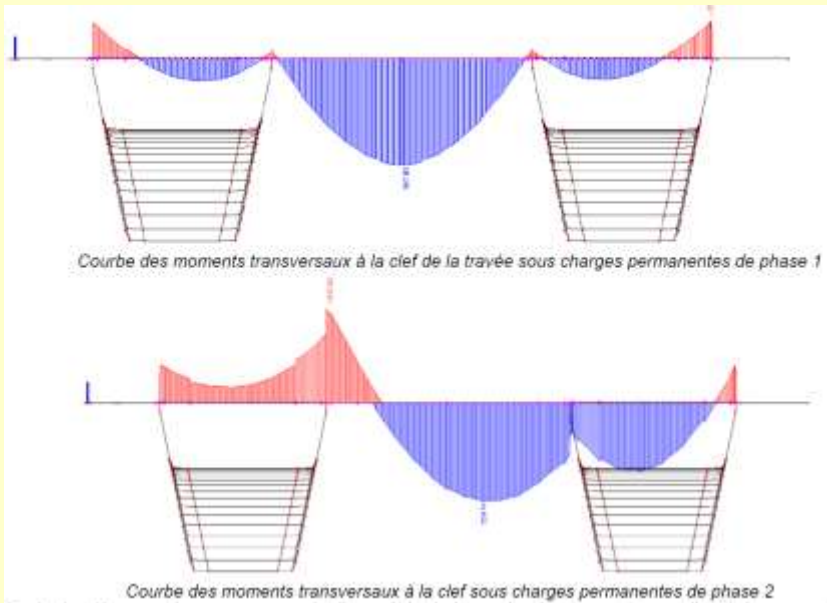 Courbe des moments transversaux à la clef de la travée sous charges permanentes de phase 1
Courbe des moments transversaux à la clef sous charges permanentes de phase 2